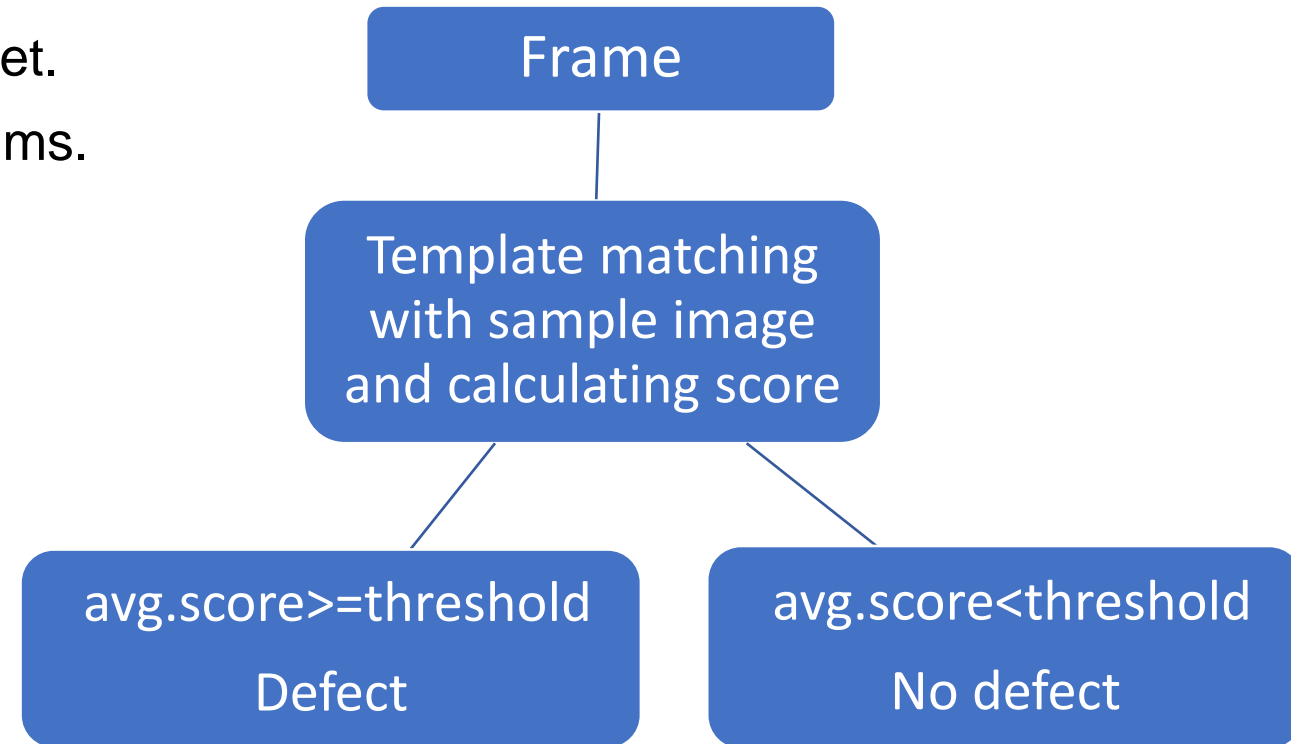 et.
ms.
Frame
Template matching
with sample image
and calculating score
avg.score>=threshold
Defect
avg.score<threshold
No defect